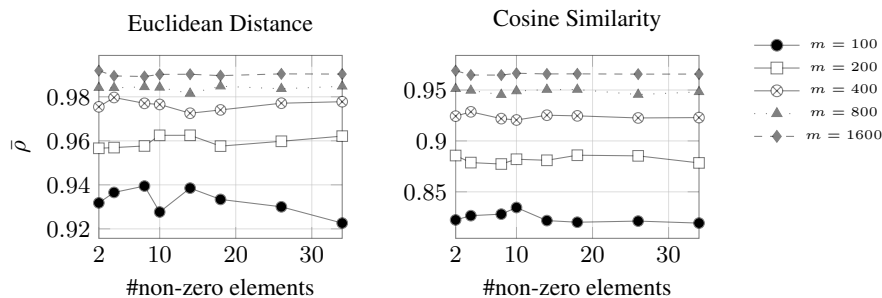 Euclidean Distance
Cosine Similarity
m = 100
m = 200
m = 400
m = 800
m = 1600
ρ̄
0.98
0.96
0.94
0.92
2 10 20 30
#non-zero elements
0.95
0.9
0.85
2 10 20 30
#non-zero elements